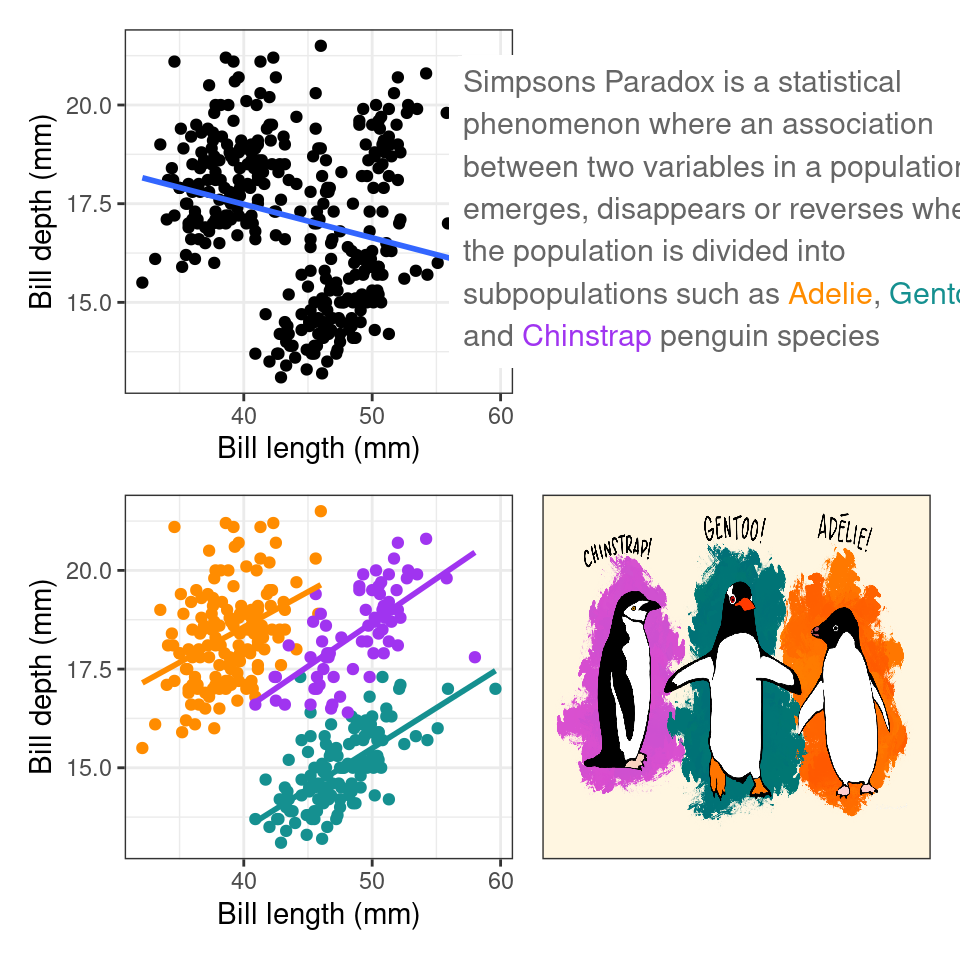 Simpsons Paradox is a statistical
phenomenon where an association
between two variables in a population
emerges, disappears or reverses whe
the population is divided into
subpopulations such as Adelie, Gento
and Chinstrap penguin species
Bill depth (mm)
20.0
17.5
15.0
40 50 60
Bill length (mm)
Bill depth (mm)
20.0
17.5
15.0
40 50 60
Bill length (mm)
CHINSTRAP! GENTOO! ADÉLIE!